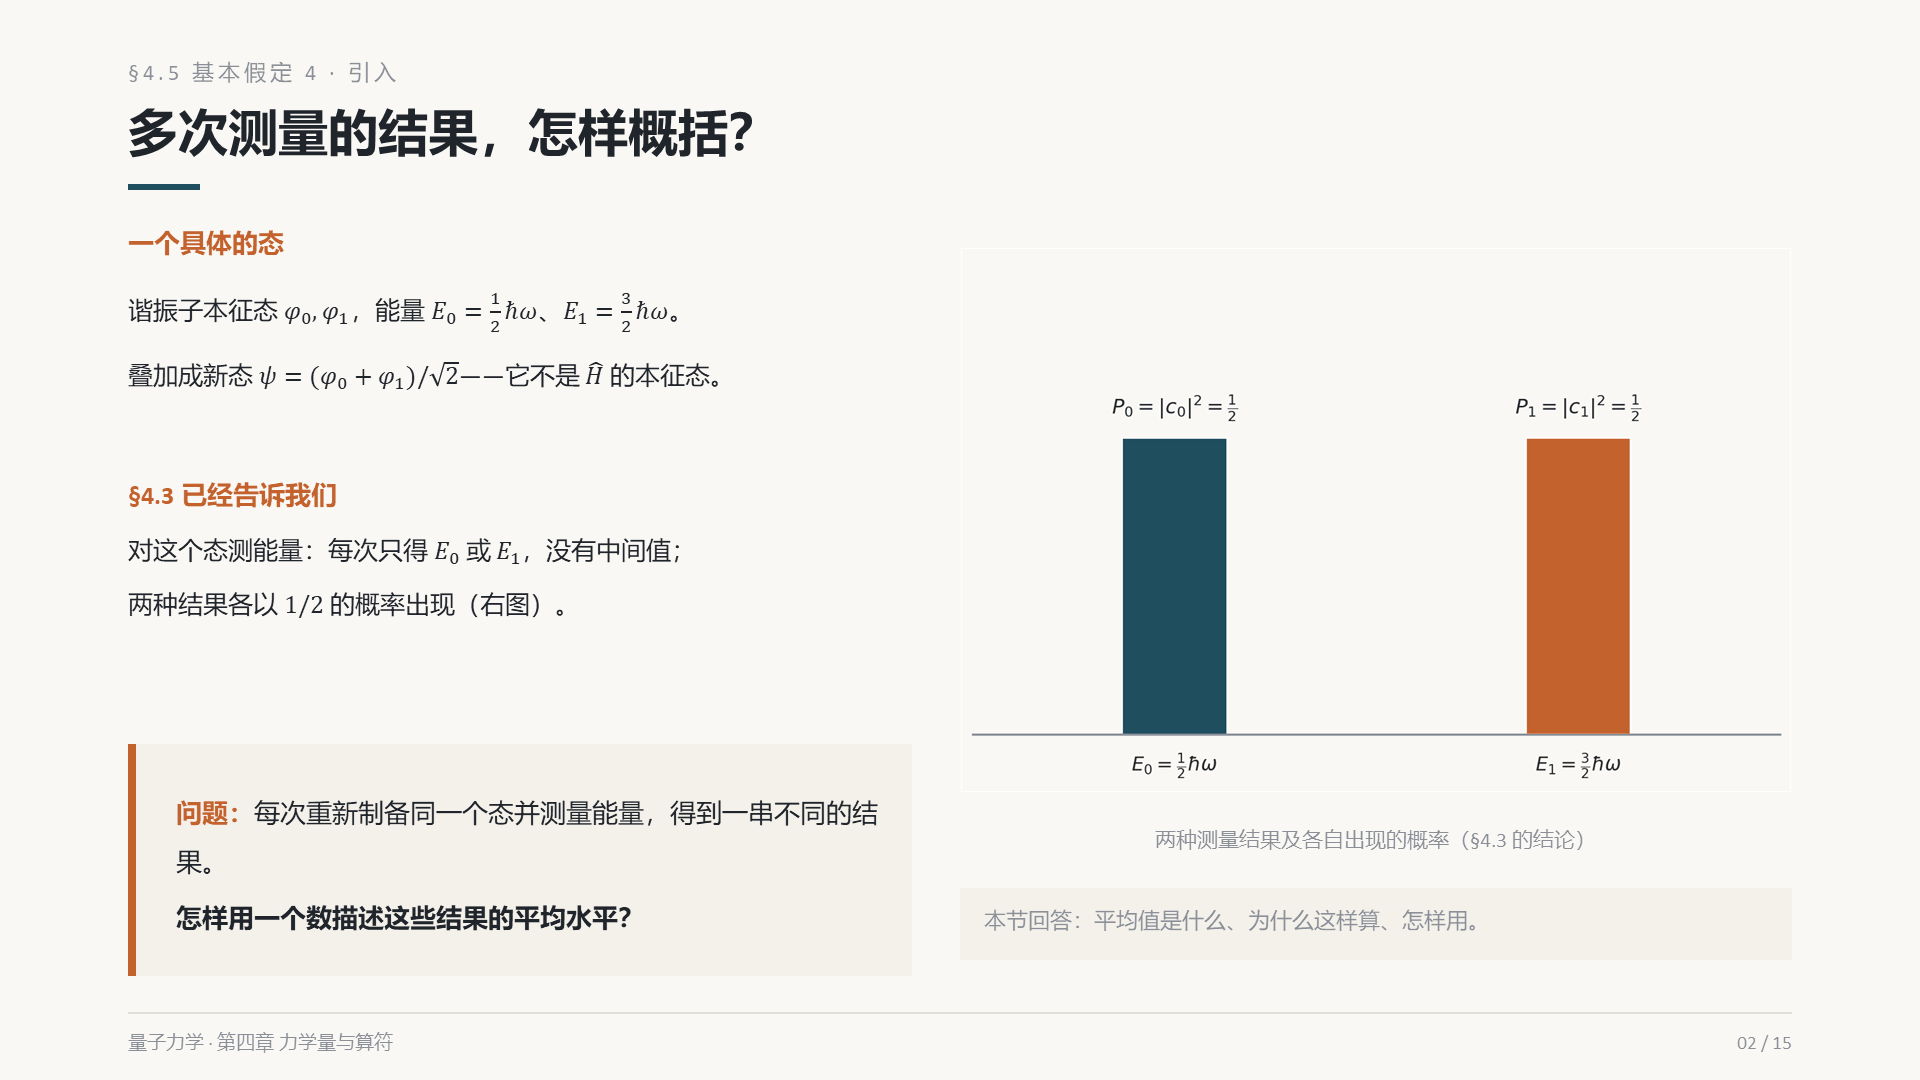 §4.5 基本假定 4 · 引入
多次测量的结果，怎样概括？
一个具体的态
谐振子本征态 φ₀, φ₁，能量 E₀ = 1/2 ħω、E₁ = 3/2 ħω。
叠加成新态 ψ = (φ₀ + φ₁)/√2——它不是 Ĥ 的本征态。
§4.3 已经告诉我们
对这个态测能量：每次只得 E₀ 或 E₁，没有中间值；
两种结果各以 1/2 的概率出现（右图）。
问题：每次重新制备同一个态并测量能量，得到一串不同的结
果。
怎样用一个数描述这些结果的平均水平？
P₀ = |c₀|² = 1/2
P₁ = |c₁|² = 1/2
E₀ = 1/2 ħω
E₁ = 3/2 ħω
两种测量结果及各自出现的概率（§4.3 的结论）
本节回答：平均值是什么、为什么这样算、怎样用。
量子力学 · 第四章 力学量与算符
02 / 15